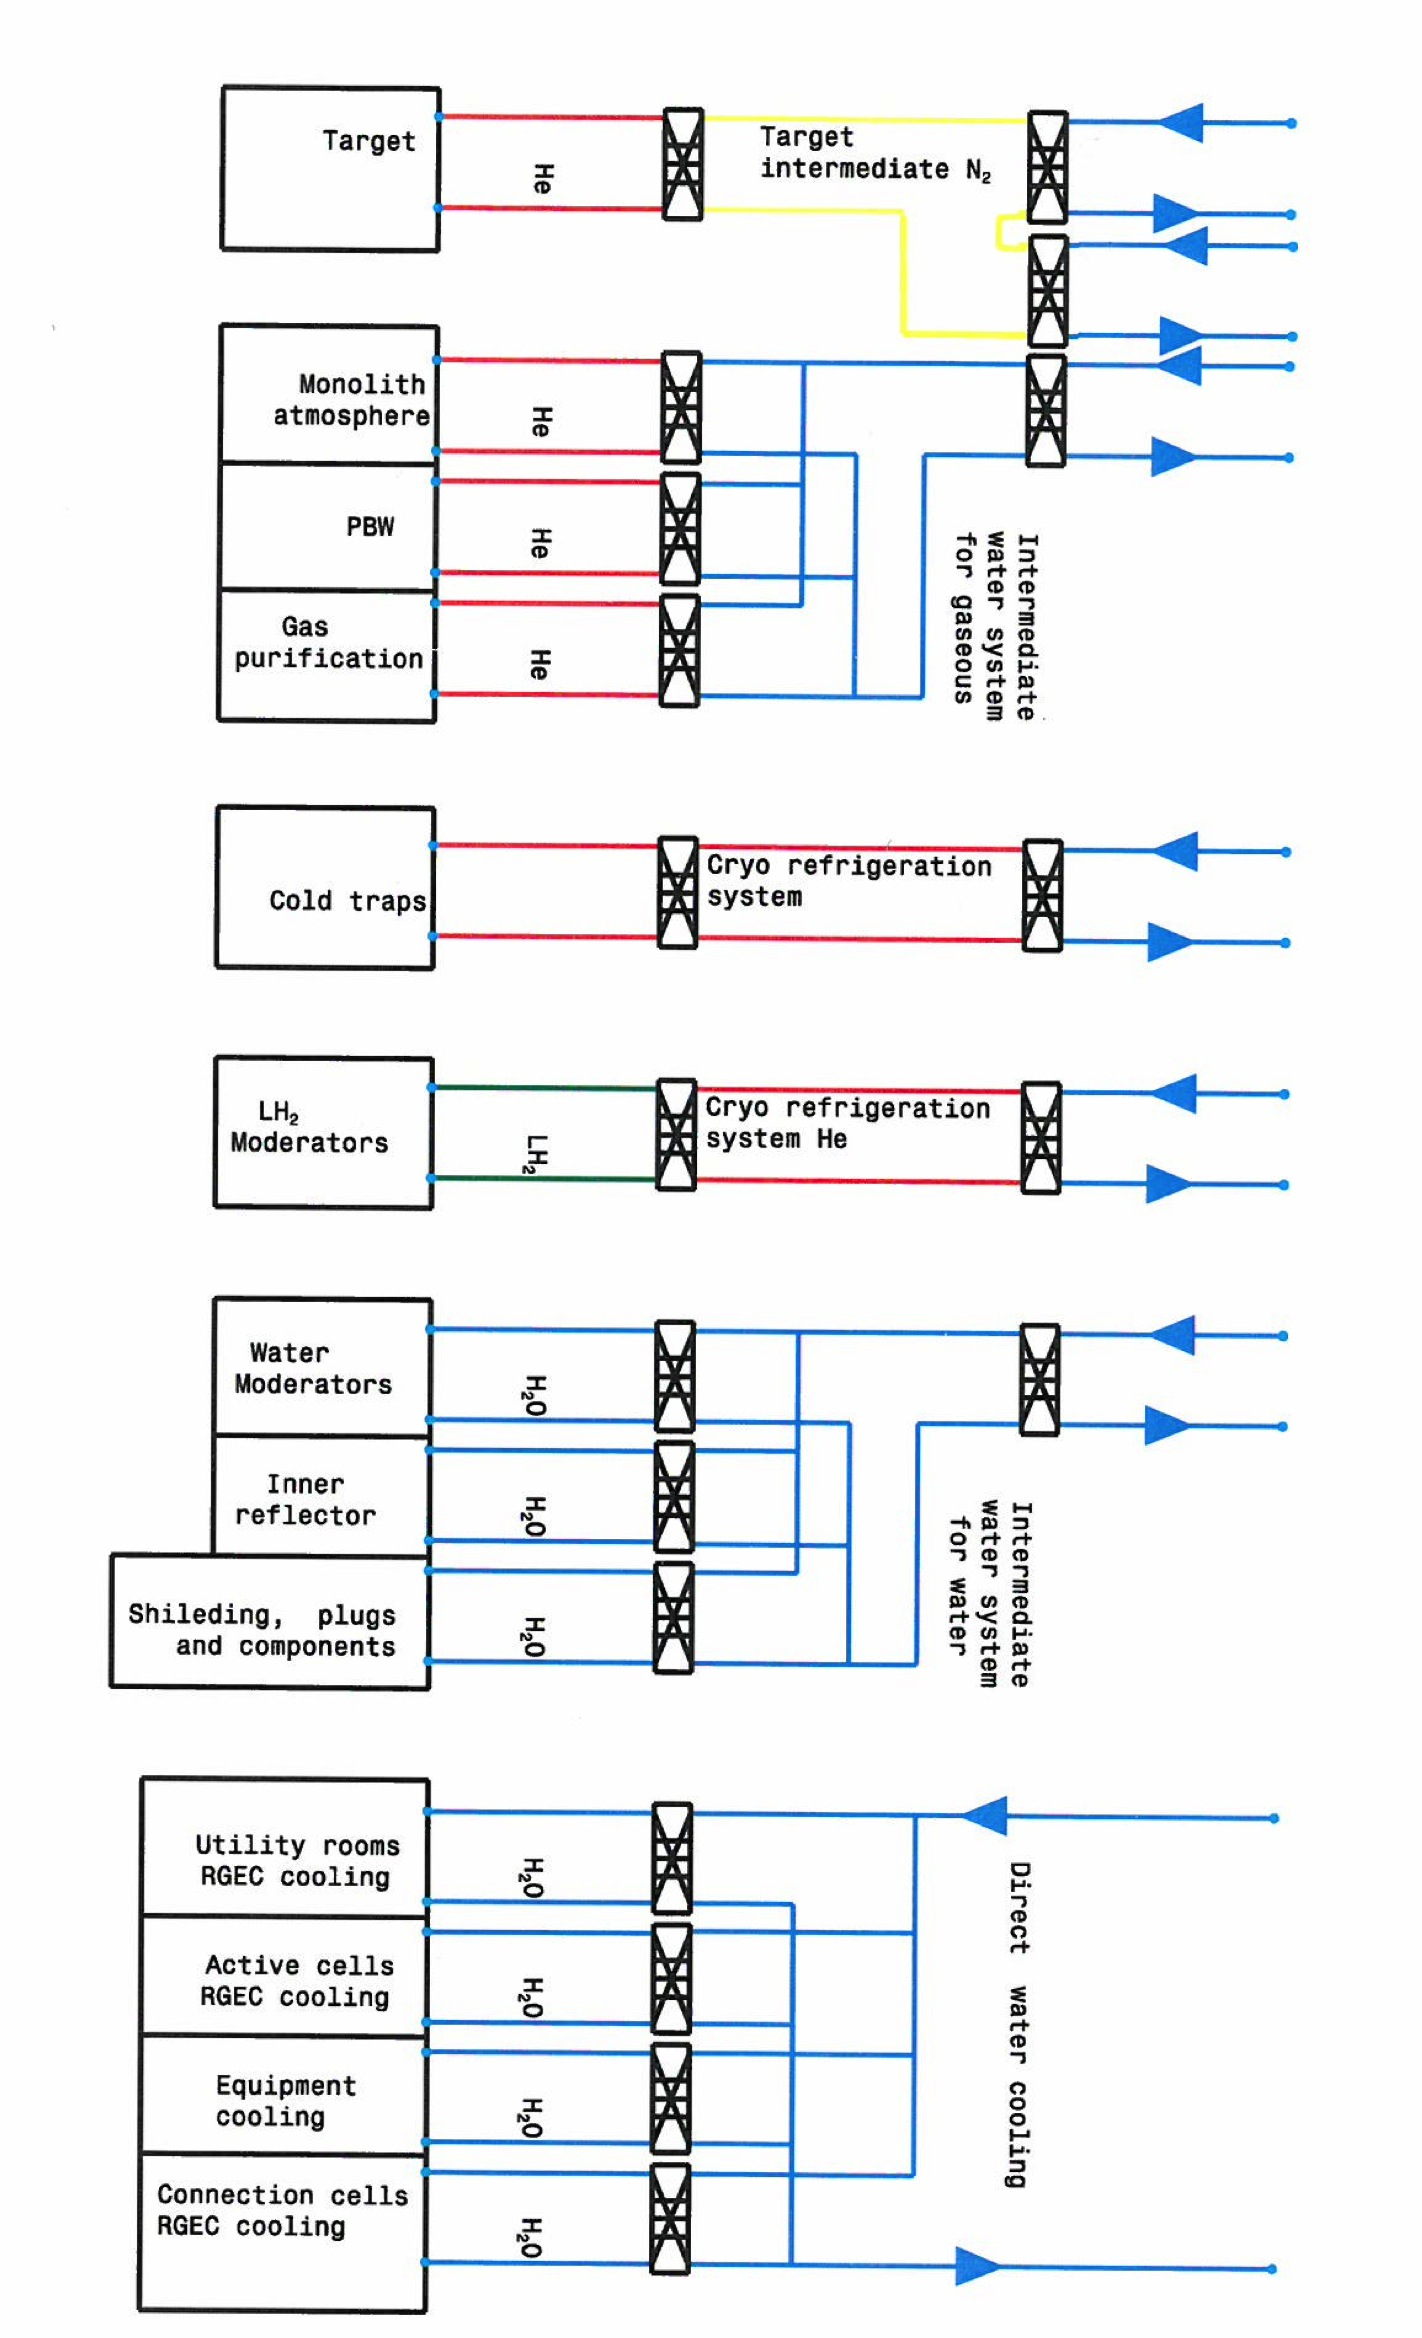 Target
He
Target
intermediate N₂
Monolith
atmosphere
He
PBW
He
Gas
purification
He
Intermediate
water system
for gaseous
Cold traps
Cryo refrigeration
system
LH₂
Moderators
LH₂
Cryo refrigeration
system He
Water
Moderators
H₂O
Inner
reflector
H₂O
Shileding, plugs
and components
H₂O
Intermediate
water system
for water
Utility rooms
RGEC cooling
H₂O
Active cells
RGEC cooling
H₂O
Equipment
cooling
H₂O
Connection cells
RGEC cooling
H₂O
Direct water cooling